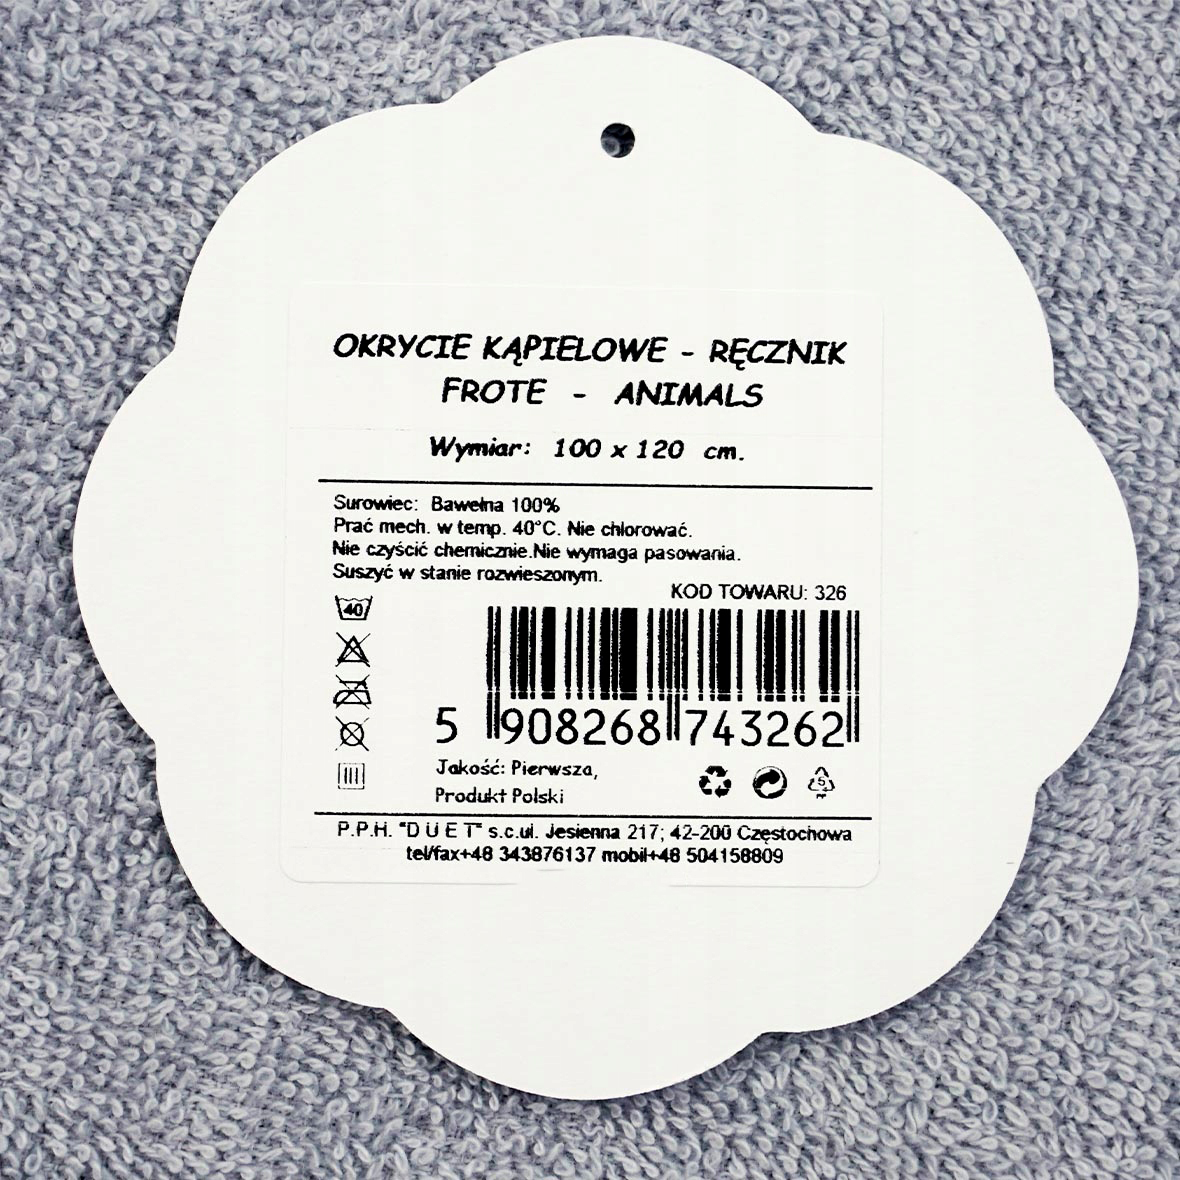 OKRYCIE KĄPIELOWE - RĘCZNIK
FROTE - ANIMALS
Wymiar: 100 x 120 cm.
Surowiec: Bawełna 100%
Prać mech. w temp. 40°C. Nie chlorować.
Nie czyścić chemicznie.Nie wymaga pasowania.
Suszyć w stanie rozwieszonym.
KOD TOWARU: 326
40
5 908268 743262
Jakość: Pierwsza,
Produkt Polski
5
PP
P.P.H. "D U E T" s.c.ul. Jesienna 217; 42-200 Częstochowa
tel/fax+48 343876137 mobil+48 504158809